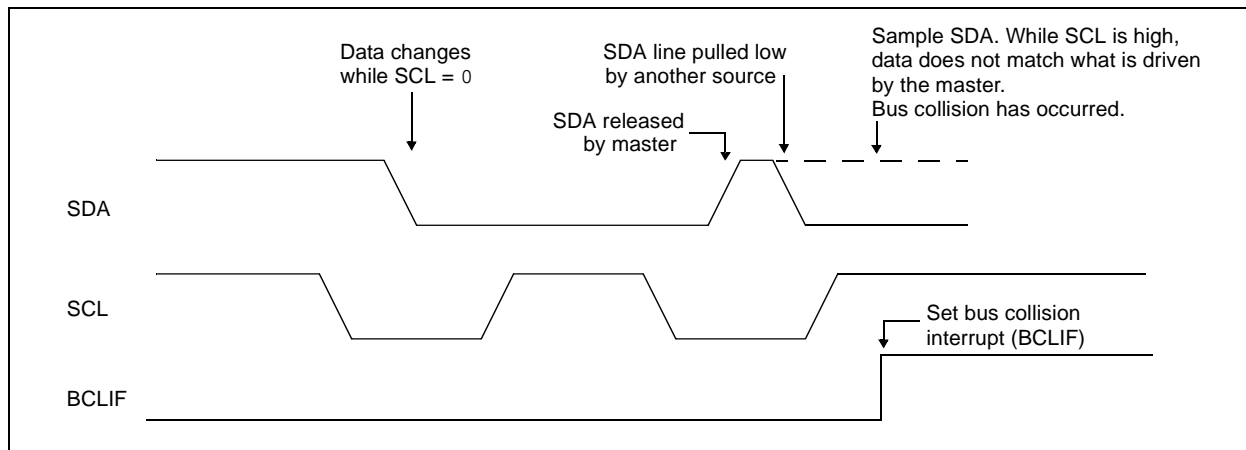 Data changes
while SCL = 0
SDA line pulled low
by another source
Sample SDA. While SCL is high,
data does not match what is driven
by the master.
Bus collision has occurred.
SDA released
by master
SDA
SCL
Set bus collision
interrupt (BCLIF)
BCLIF